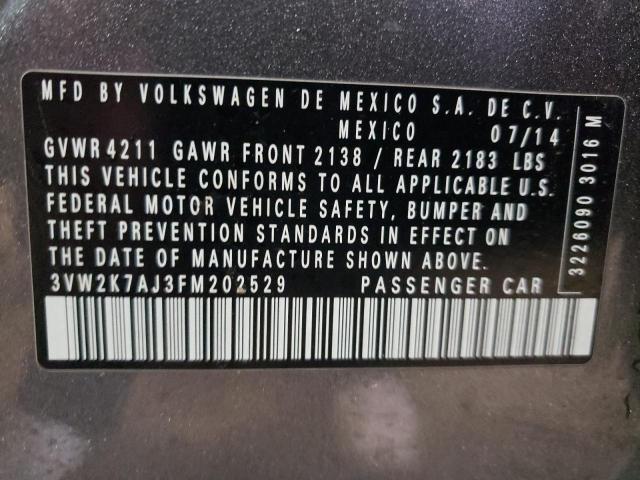 MFD BY VOLKSWAGEN DE MEXICO S.A. DE C.V.
MEXICO 07/14
GVWR 4211 GAWR FRONT 2138 / REAR 2183 LBS
THIS VEHICLE CONFORMS TO ALL APPLICABLE U.S.
FEDERAL MOTOR VEHICLE SAFETY, BUMPER AND
THEFT PREVENTION STANDARDS IN EFFECT ON
THE DATE OF MANUFACTURE SHOWN ABOVE.
3VW2K7AJ3FM202529 PASSENGER CAR
3226090 3016 M